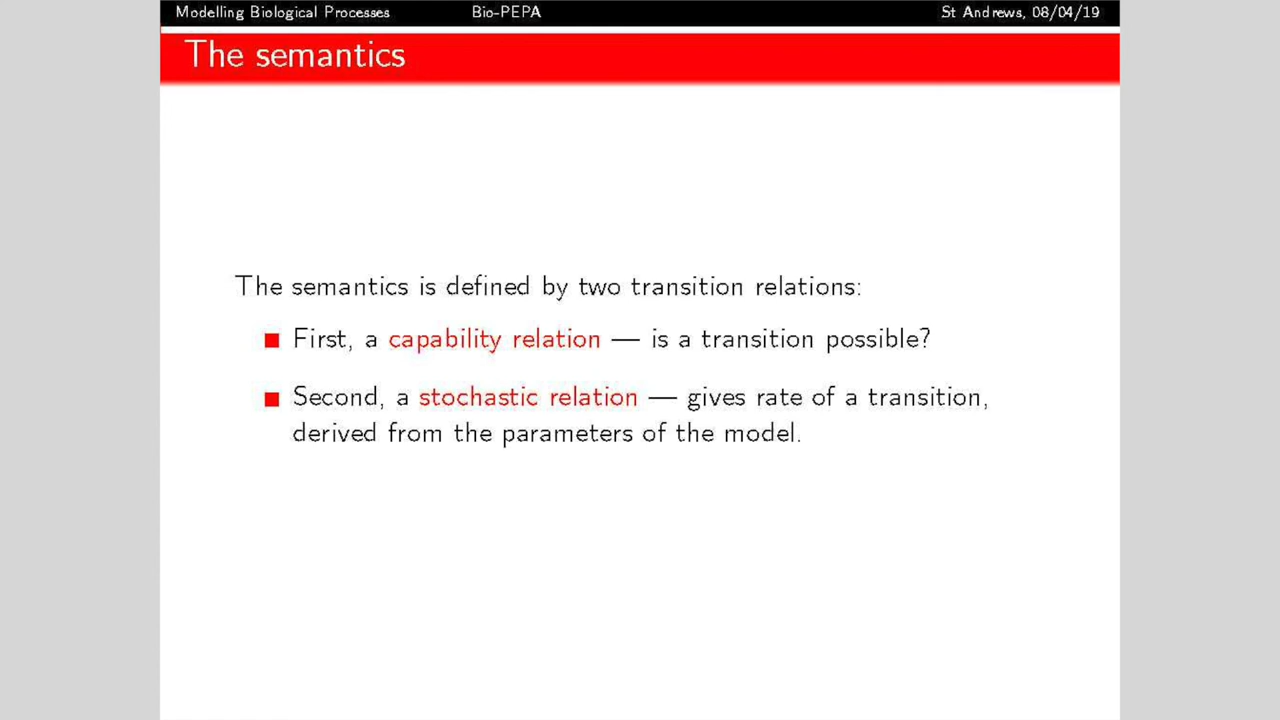 Modelling Biological Processes Bio-PEPA St Andrews, 08/04/19
The semantics
The semantics is defined by two transition relations:
First, a capability relation — is a transition possible?
Second, a stochastic relation — gives rate of a transition,
derived from the parameters of the model.